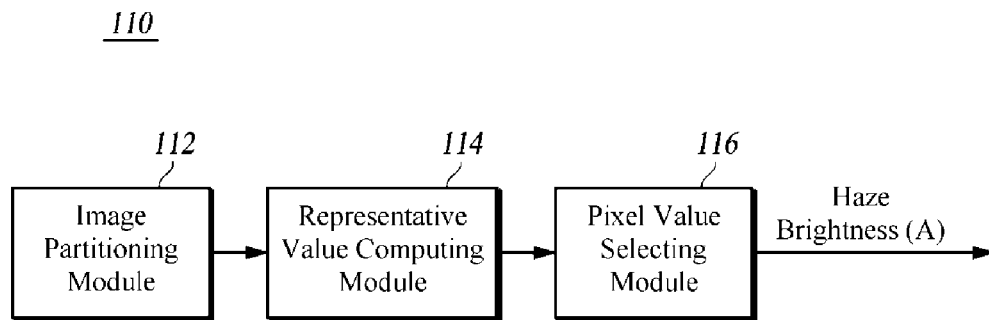 110
112
Image
Partitioning
Module
114
Representative
Value Computing
Module
116
Pixel Value
Selecting
Module
Haze
Brightness (A)